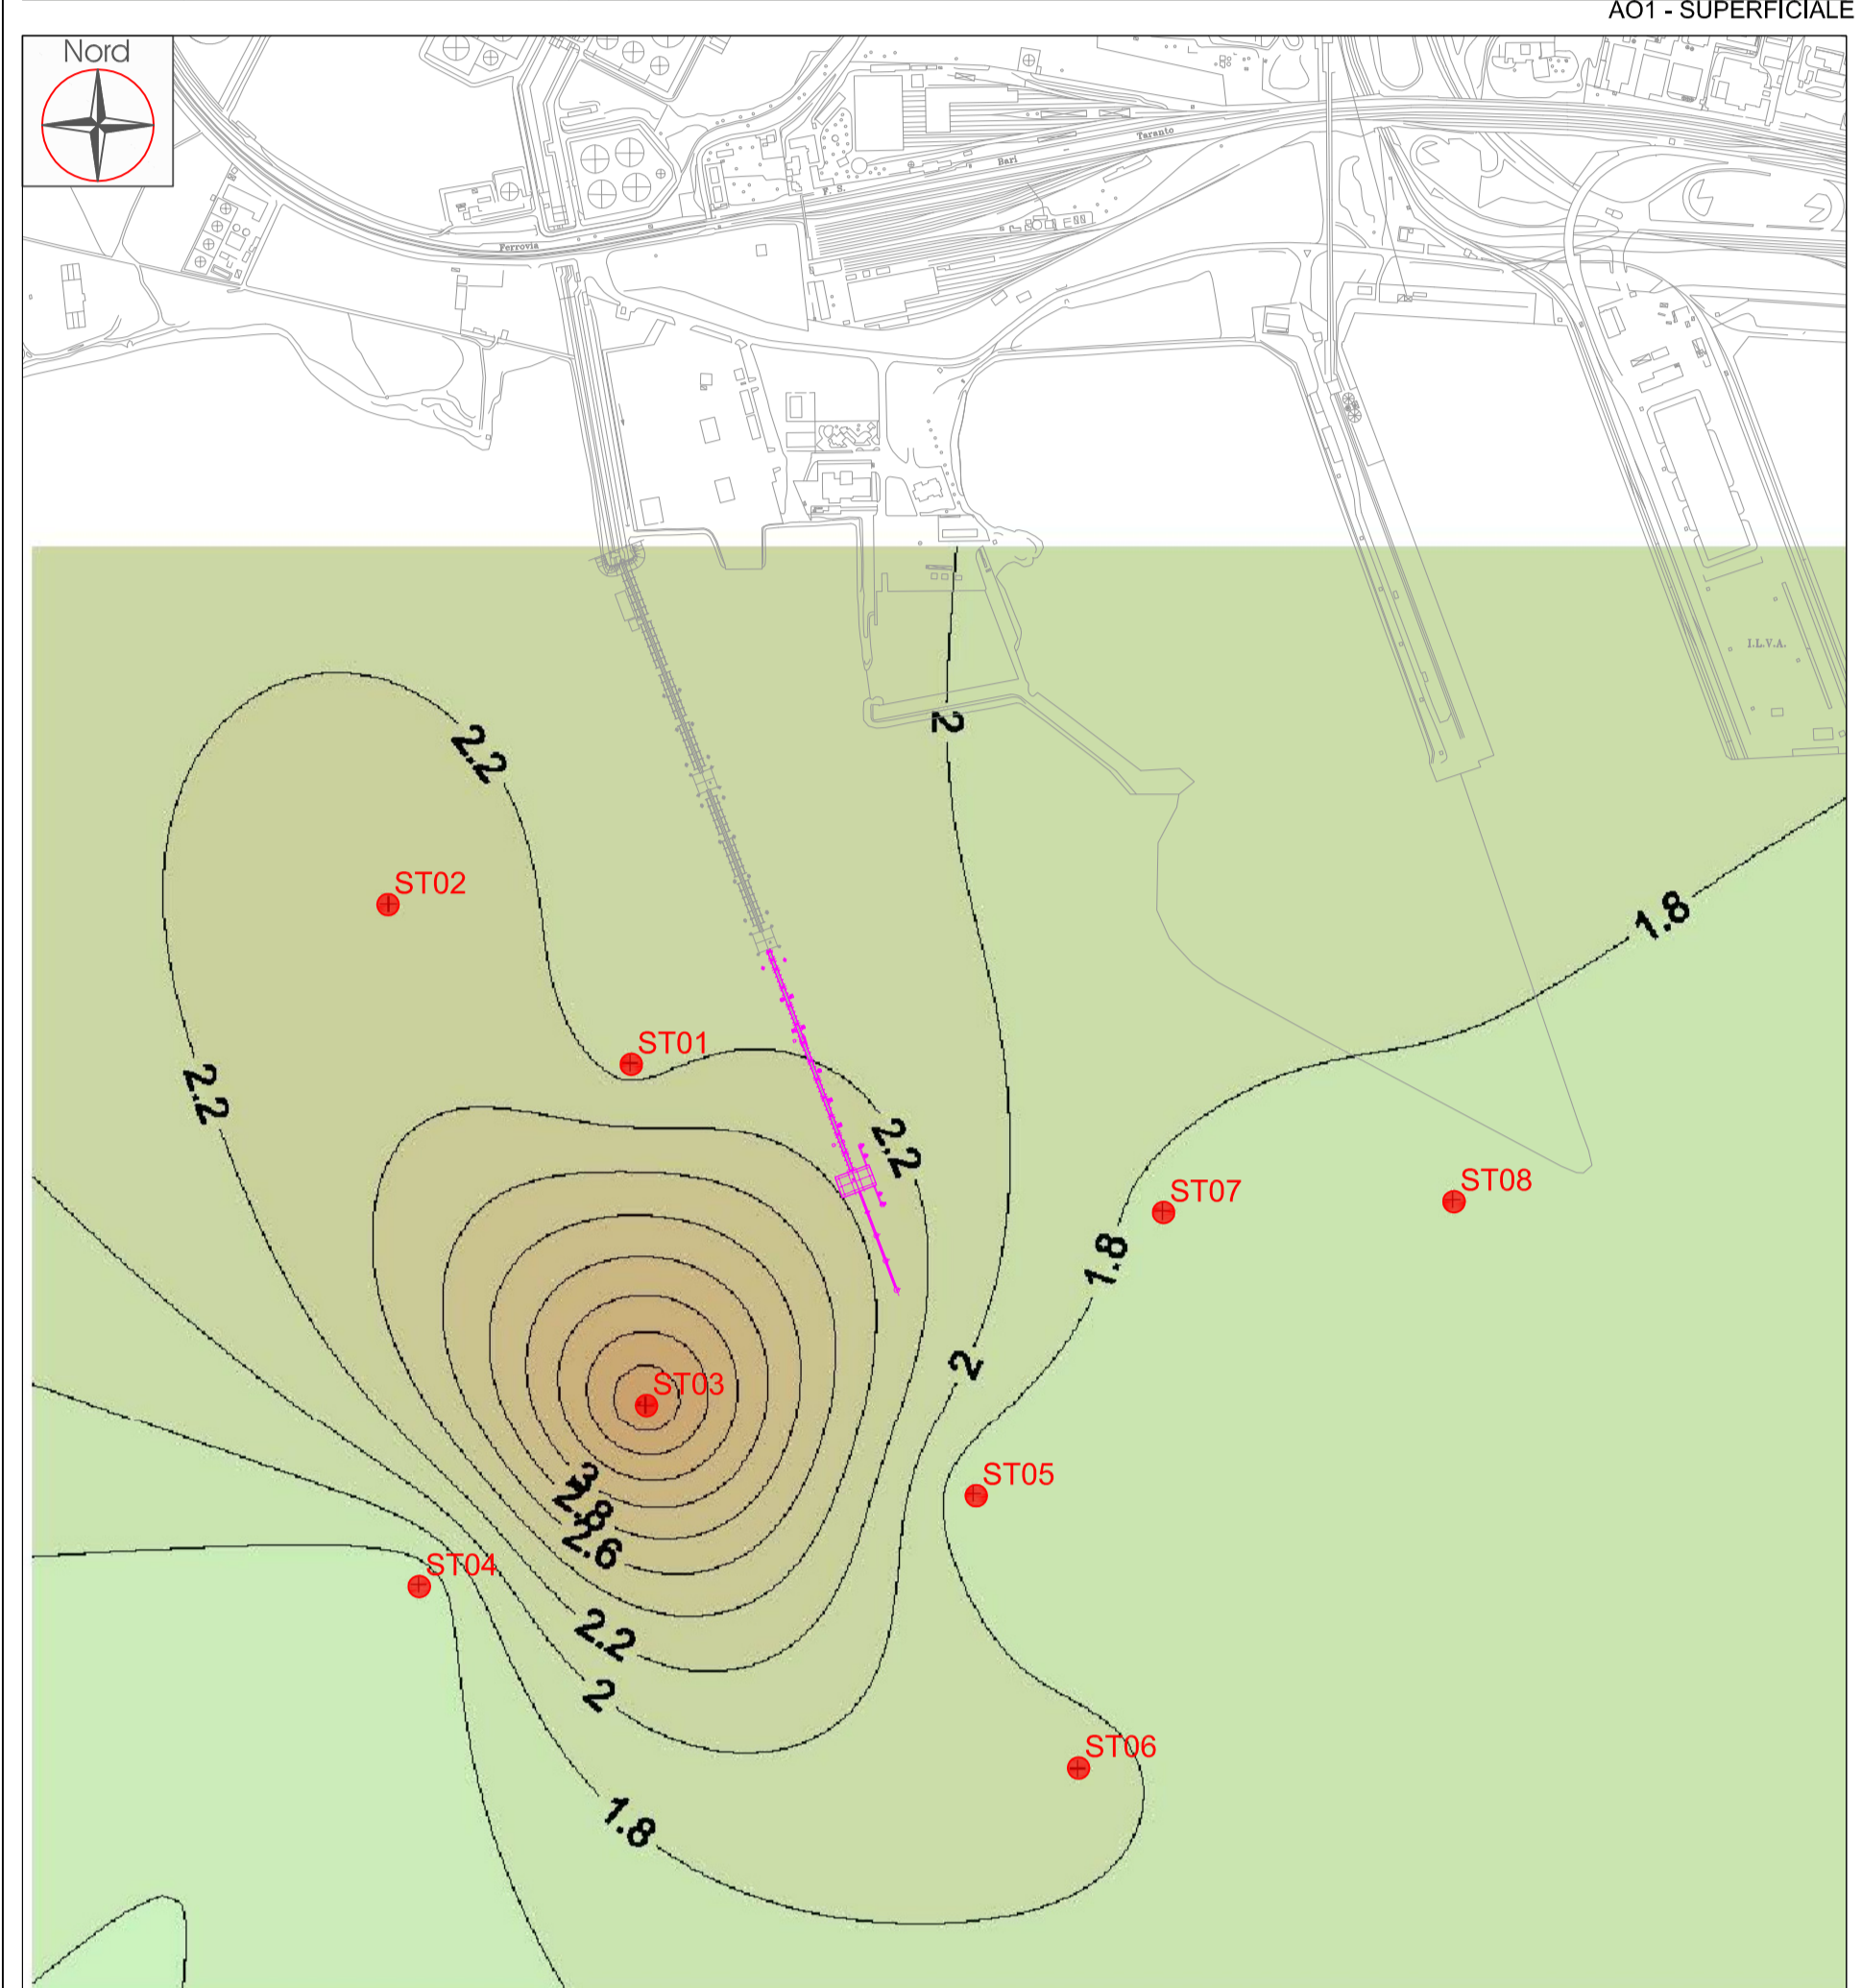 AO1 - SUPERFICIALE
Nord
Taranto
Bari
F. S.
Ferrovia
I.L.V.A.
2.2
2
ST02
1.8
ST01
2.2
2.2
ST07
ST08
1.8
2
ST03
3
2.8
2.6
ST05
ST04
2.2
2
ST06
1.8